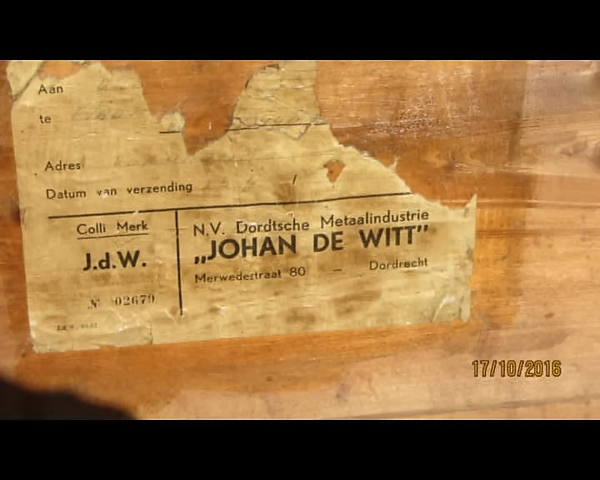 Aan
te
Adres
Datum van verzending
Colli Merk
J.d.W.
№ 02679
N.V. Dordtsche Metaalindustrie
„JOHAN DE WITT”
Merwedestraat 80 – Dordrecht
17/10/2016